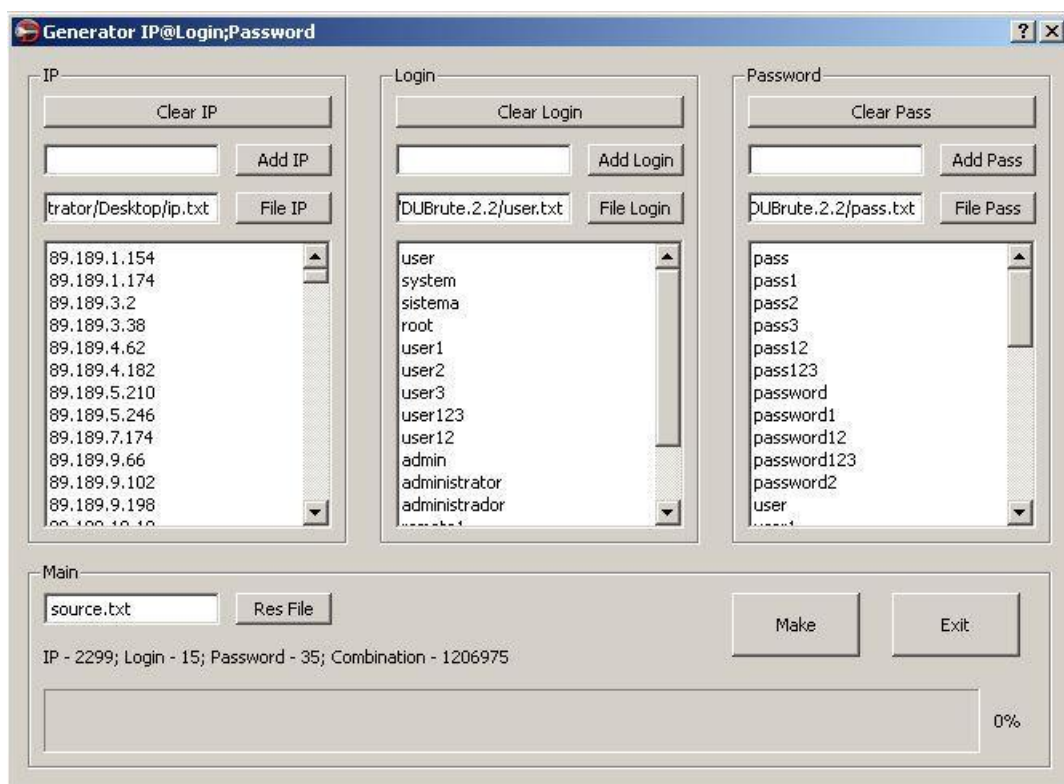 Generator IP@Login;Password
IP
Clear IP
Add IP
trator/Desktop/ip.txt
File IP
89.189.1.154
89.189.1.174
89.189.3.2
89.189.3.38
89.189.4.62
89.189.4.182
89.189.5.210
89.189.5.246
89.189.7.174
89.189.9.66
89.189.9.102
89.189.9.198
Login
Clear Login
Add Login
DUBrute.2.2/user.txt
File Login
user
system
sistema
root
user1
user2
user3
user123
user12
admin
administrator
administrador
Password
Clear Pass
Add Pass
DUBrute.2.2/pass.txt
File Pass
pass
pass1
pass2
pass3
pass12
pass123
password
password1
password12
password123
password2
user
Main
source.txt
Res File
Make
Exit
IP - 2299; Login - 15; Password - 35; Combination - 1206975
0%